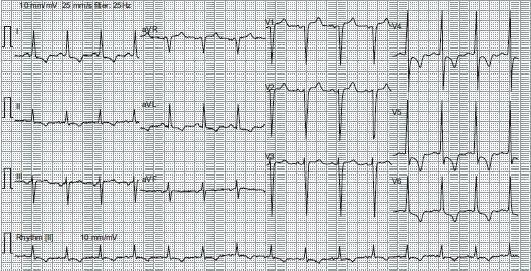 10 mm/mV 25 mm/s filter: 25Hz
I
aVR
V1
V4
II
aVL
V2
V5
III
aVF
V3
V6
Rhythm [II] 10 mm/mV